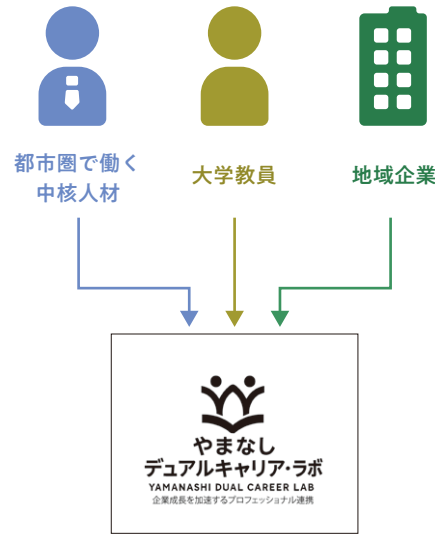 都市圏で働く
中核人材
大学教員
地域企業
やまなし
デュアルキャリア・ラボ
YAMANASHI DUAL CAREER LAB
企業成長を加速するプロフェッショナル連携